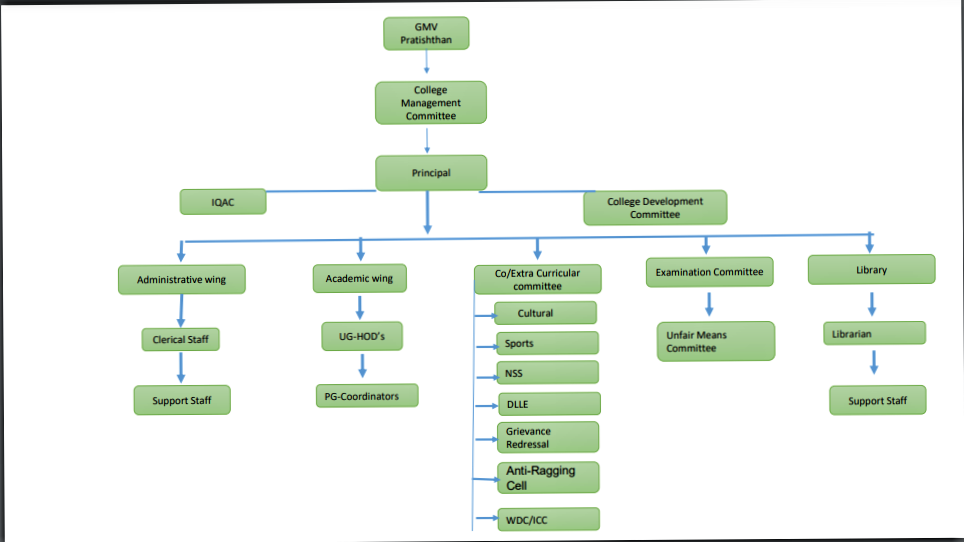 GMV
Pratishthan
College
Management
Committee
Principal
IQAC
College Development
Committee
Administrative wing
Academic wing
Co/Extra Curricular
committee
Examination Committee
Library
Clerical Staff
UG-HOD's
Cultural
Sports
NSS
DLLE
Grievance
Redressal
Anti-Ragging
Cell
WDC/ICC
Unfair Means
Committee
Librarian
Support Staff
PG-Coordinators
Support Staff